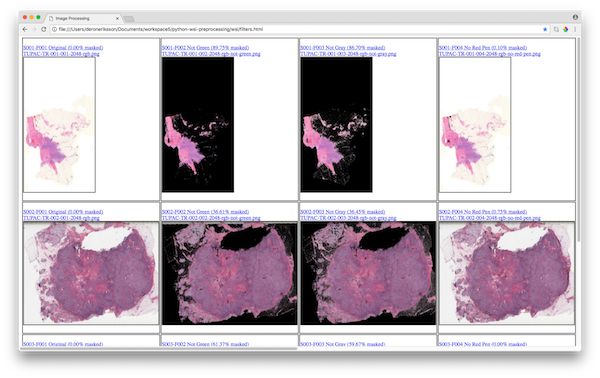 Image Processing
file:///Users/deroneriksson/Documents/workspace5/python-wsi-preprocessing/wsi/filters.html
S001-F001 Original (0.00% masked)
TUPAC-TR-001-001-2048-rgb.png
S001-F002 Not Green (89.75% masked)
TUPAC-TR-001-002-2048-rgb-not-green.png
S001-F003 Not Gray (86.70% masked)
TUPAC-TR-001-003-2048-rgb-not-gray.png
S001-F004 No Red Pen (0.10% masked)
TUPAC-TR-001-004-2048-rgb-no-red-pen.png
S002-F001 Original (0.00% masked)
TUPAC-TR-002-001-2048-rgb.png
S002-F002 Not Green (36.61% masked)
TUPAC-TR-002-002-2048-rgb-not-green.png
S002-F003 Not Gray (36.45% masked)
TUPAC-TR-002-003-2048-rgb-not-gray.png
S002-F004 No Red Pen (0.75% masked)
TUPAC-TR-002-004-2048-rgb-no-red-pen.png
S003-F001 Original (0.00% masked)
S003-F002 Not Green (61.37% masked)
S003-F003 Not Gray (59.67% masked)
S003-F004 No Red Pen (0.00% masked)